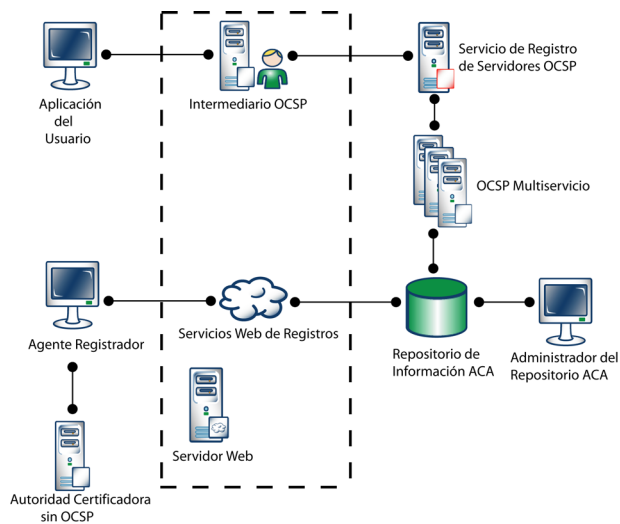 Aplicación
del
Usuario
Intermediario OCSP
Servicio de Registro
de Servidores OCSP
OCSP Multiservicio
Agente Registrador
Servicios Web de Registros
Repositorio de
Información ACA
Administrador del
Repositorio ACA
Servidor Web
Autoridad Certificadora
sin OCSP